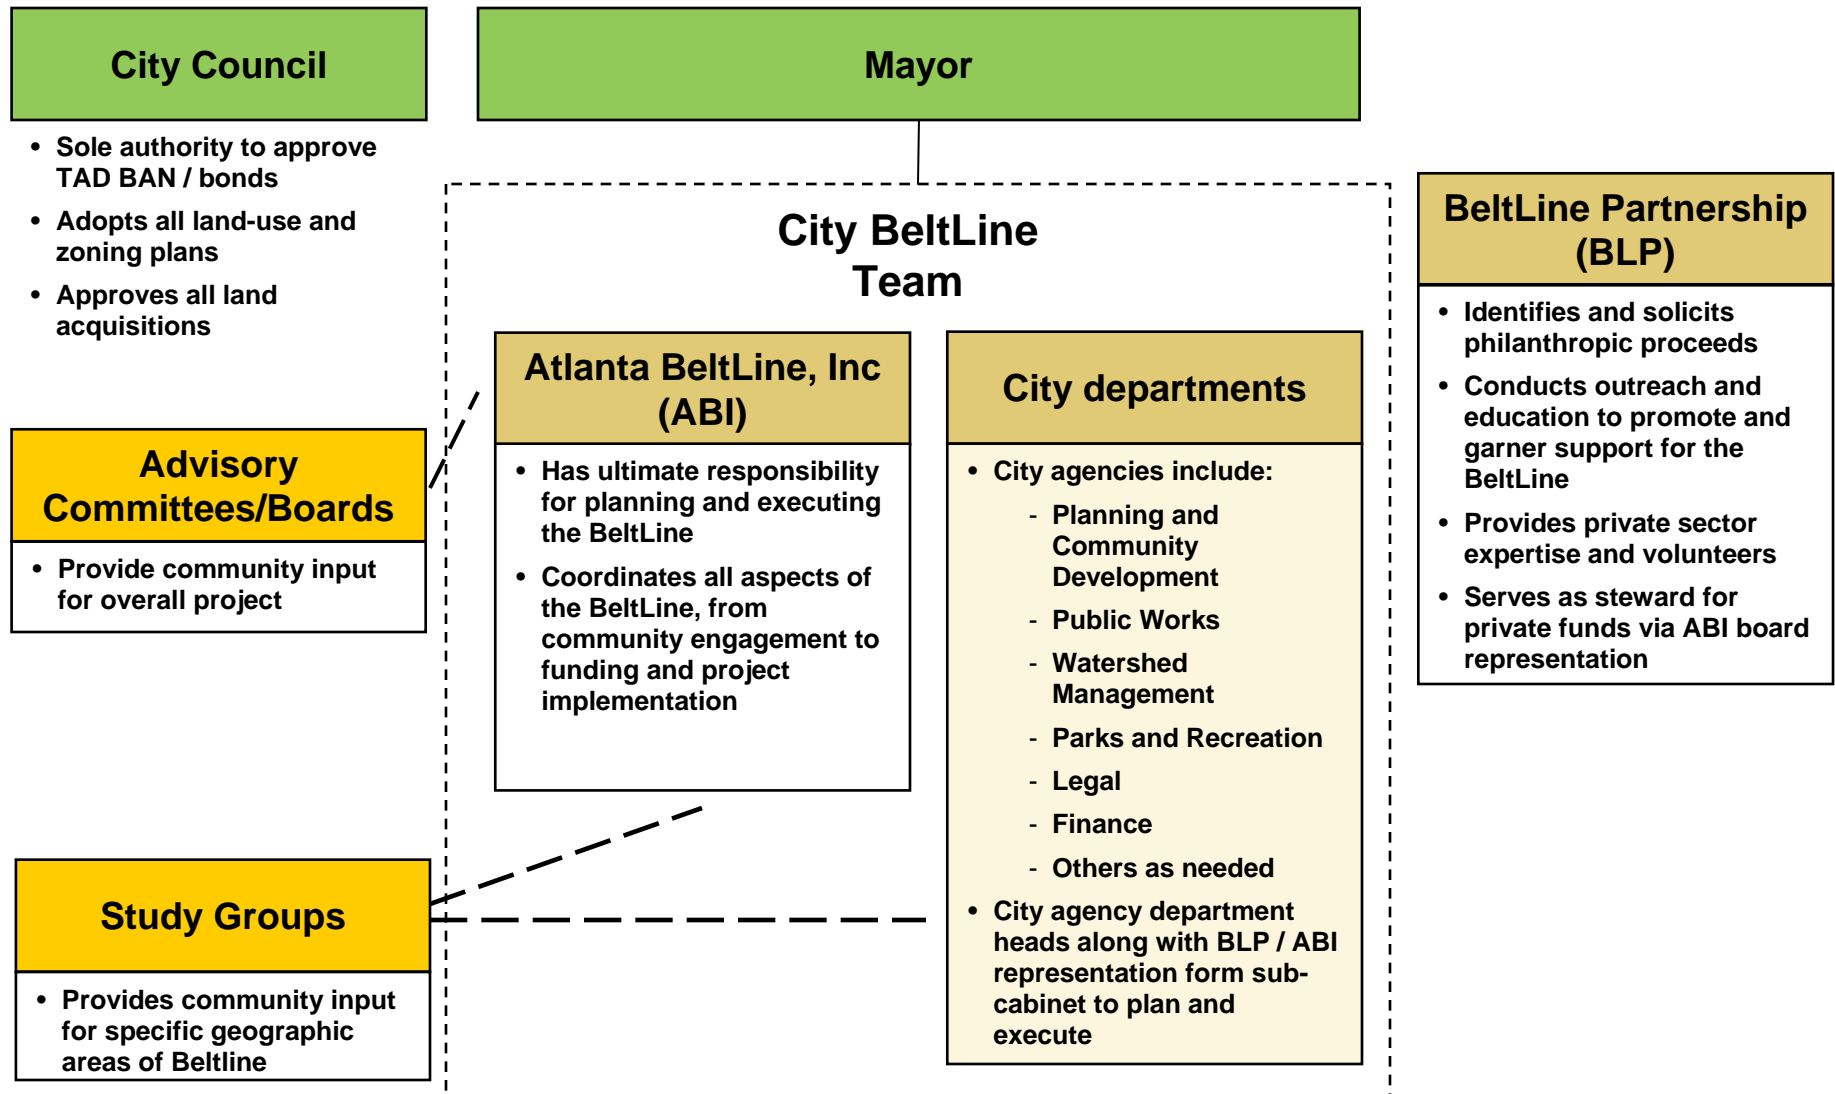 City Council
• Sole authority to approve
TAD BAN / bonds
• Adopts all land-use and
zoning plans
• Approves all land
acquisitions
Mayor
City BeltLine
Team
Advisory
Committees/Boards
• Provide community input
for overall project
Study Groups
• Provides community input
for specific geographic
areas of Beltline
Atlanta BeltLine, Inc
(ABI)
• Has ultimate responsibility
for planning and executing
the BeltLine
• Coordinates all aspects of
the BeltLine, from
community engagement to
funding and project
implementation
City departments
• City agencies include:
- Planning and
Community
Development
- Public Works
- Watershed
Management
- Parks and Recreation
- Legal
- Finance
- Others as needed
• City agency department
heads along with BLP / ABI
representation form sub-
cabinet to plan and
execute
BeltLine Partnership
(BLP)
• Identifies and solicits
philanthropic proceeds
• Conducts outreach and
education to promote and
garner support for the
BeltLine
• Provides private sector
expertise and volunteers
• Serves as steward for
private funds via ABI board
representation